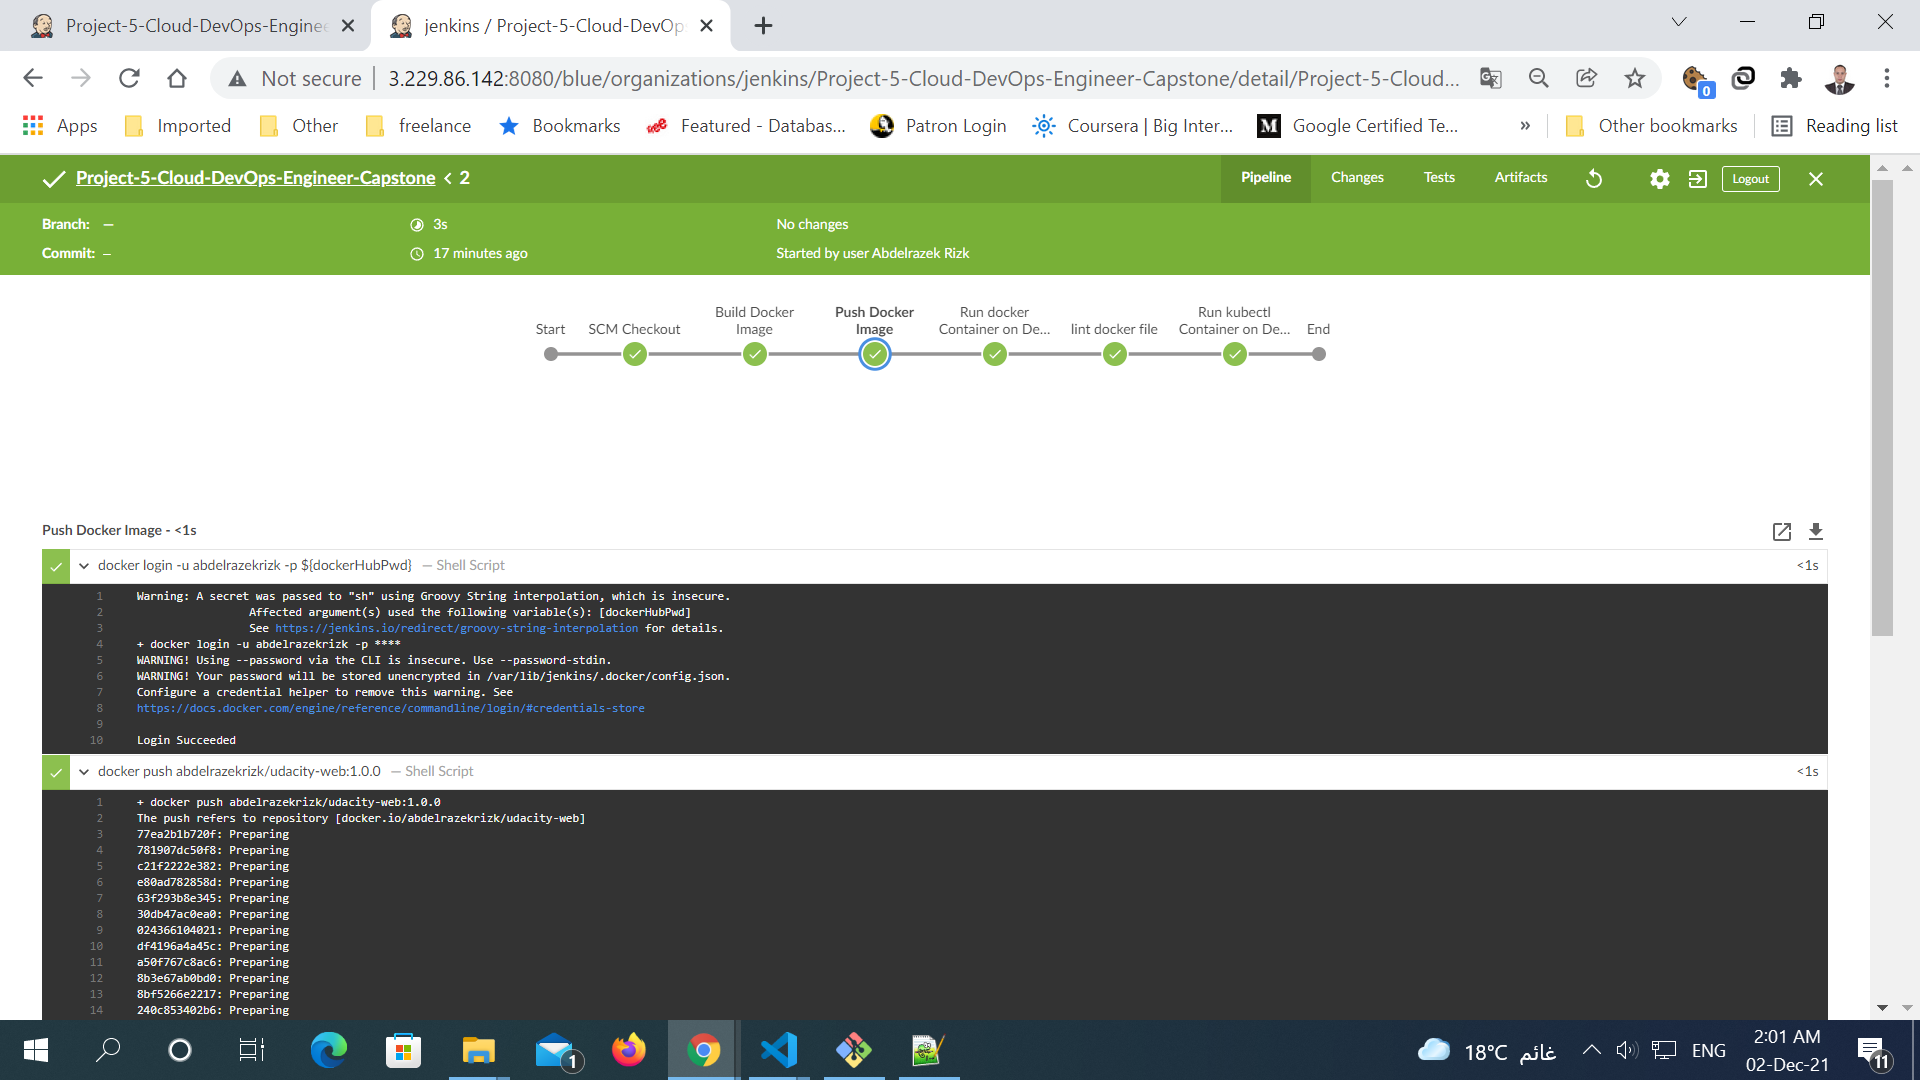 Project-5-Cloud-DevOps-Enginee
jenkins / Project-5-Cloud-DevOp
Not secure
3.229.86.142:8080/blue/organizations/jenkins/Project-5-Cloud-DevOps-Engineer-Capstone/detail/Project-5-Cloud...
0
Apps
Imported
Other
freelance
Bookmarks
Featured - Databas...
Patron Login
Coursera | Big Inter...
M
Google Certified Te...
»
Other bookmarks
Reading list
Project-5-Cloud-DevOps-Engineer-Capstone < 2
Pipeline
Changes
Tests
Artifacts
Logout
Branch: —
3s
No changes
Commit: —
17 minutes ago
Started by user Abdelrazek Rizk
Start
SCM Checkout
Build Docker
Image
Push Docker
Image
Run docker
Container on De...
lint docker file
Run kubectl
Container on De...
End
Push Docker Image - <1s
docker login -u abdelrazekrizk -p ${dockerHubPwd} — Shell Script
<1s
1 Warning: A secret was passed to "sh" using Groovy String interpolation, which is insecure.
2 Affected argument(s) used the following variable(s): [dockerHubPwd]
3 See https://jenkins.io/redirect/groovy-string-interpolation for details.
4 + docker login -u abdelrazekrizk -p ****
5 WARNING! Using --password via the CLI is insecure. Use --password-stdin.
6 WARNING! Your password will be stored unencrypted in /var/lib/jenkins/.docker/config.json.
7 Configure a credential helper to remove this warning. See
8 https://docs.docker.com/engine/reference/commandline/login/#credentials-store
9
10 Login Succeeded
docker push abdelrazekrizk/udacity-web:1.0.0 — Shell Script
<1s
1 + docker push abdelrazekrizk/udacity-web:1.0.0
2 The push refers to repository [docker.io/abdelrazekrizk/udacity-web]
3 77ea2b1b720f: Preparing
4 781907dc50f8: Preparing
5 c21f2222e382: Preparing
6 e80ad782858d: Preparing
7 63f293b8e345: Preparing
8 30db47ac0ea0: Preparing
9 024366104021: Preparing
10 df4196a4a45c: Preparing
11 a50f767c8ac6: Preparing
12 8b3e67ab0bd0: Preparing
13 8bf5266e2217: Preparing
14 240c853402b6: Preparing
1
18°C غائم
ENG
2:01 AM
02-Dec-21
11